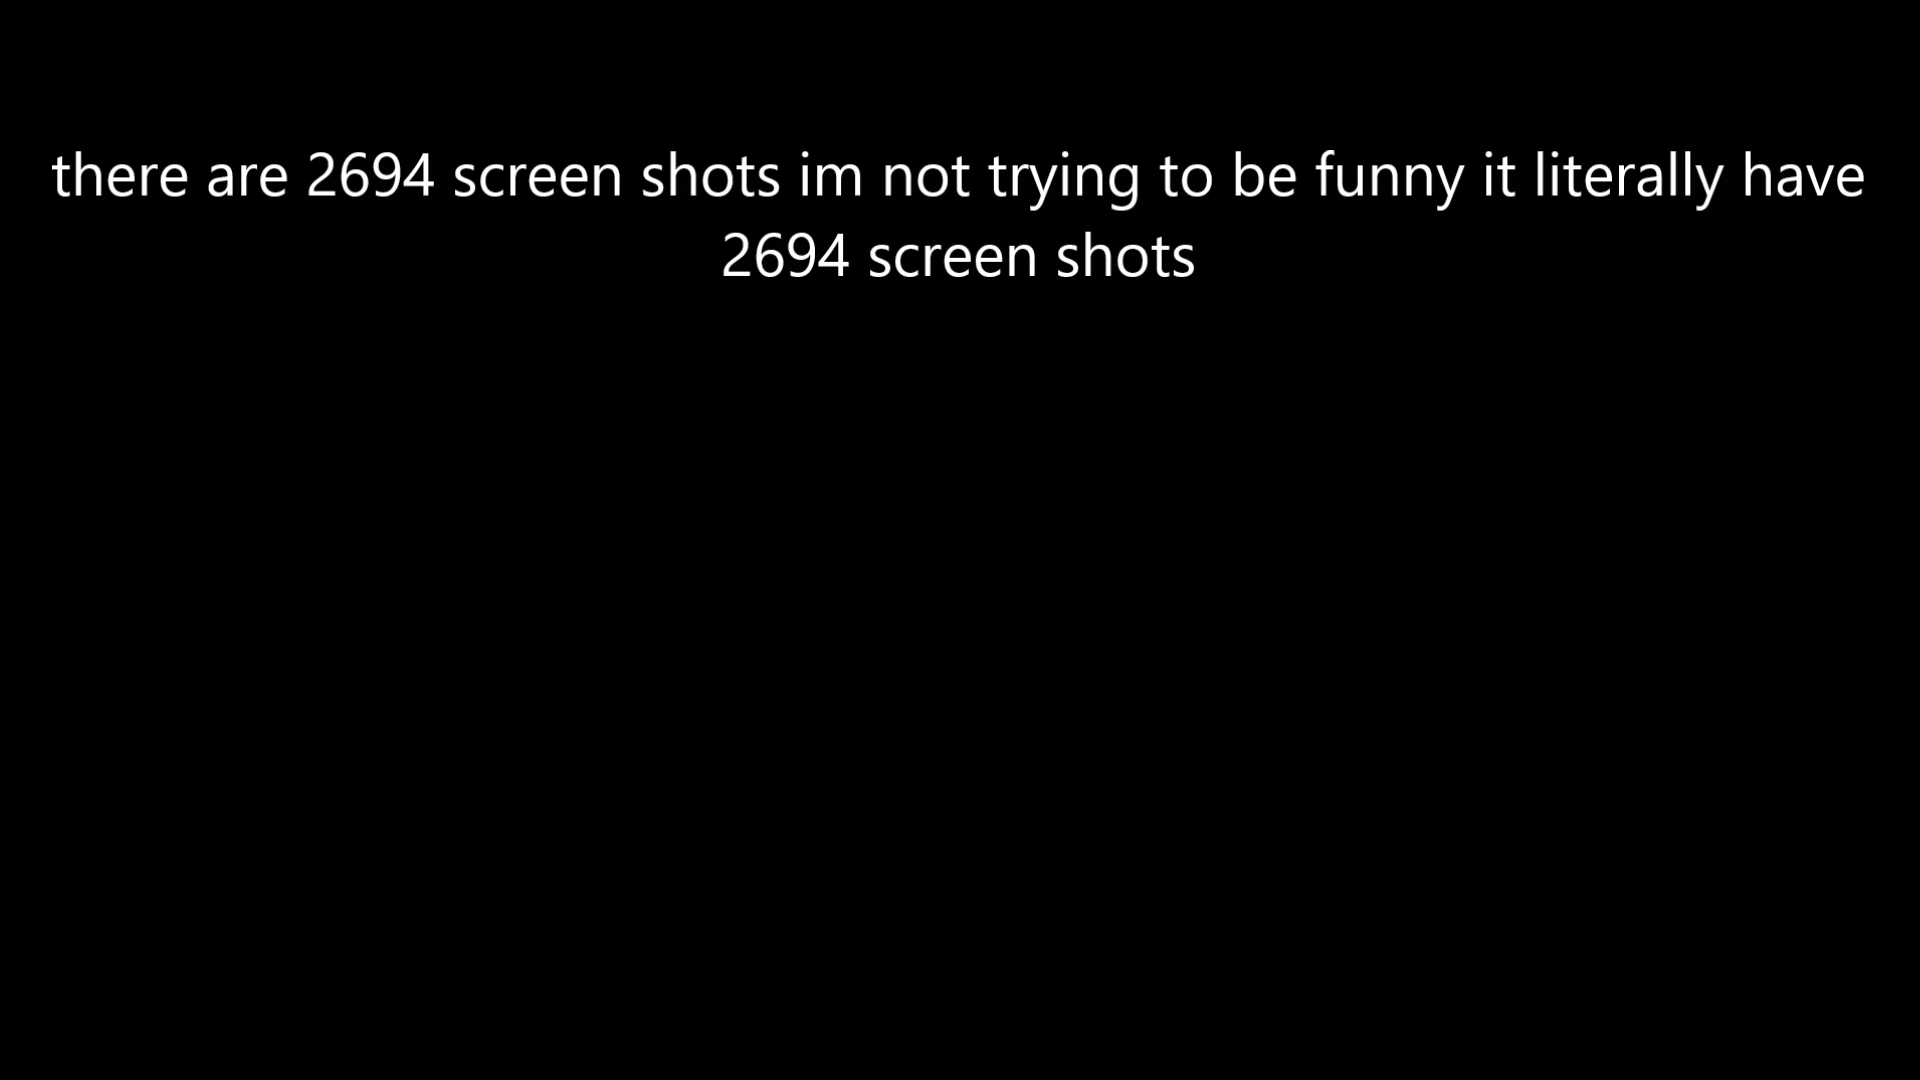 there are 2694 screen shots im not trying to be funny it literally have
2694 screen shots